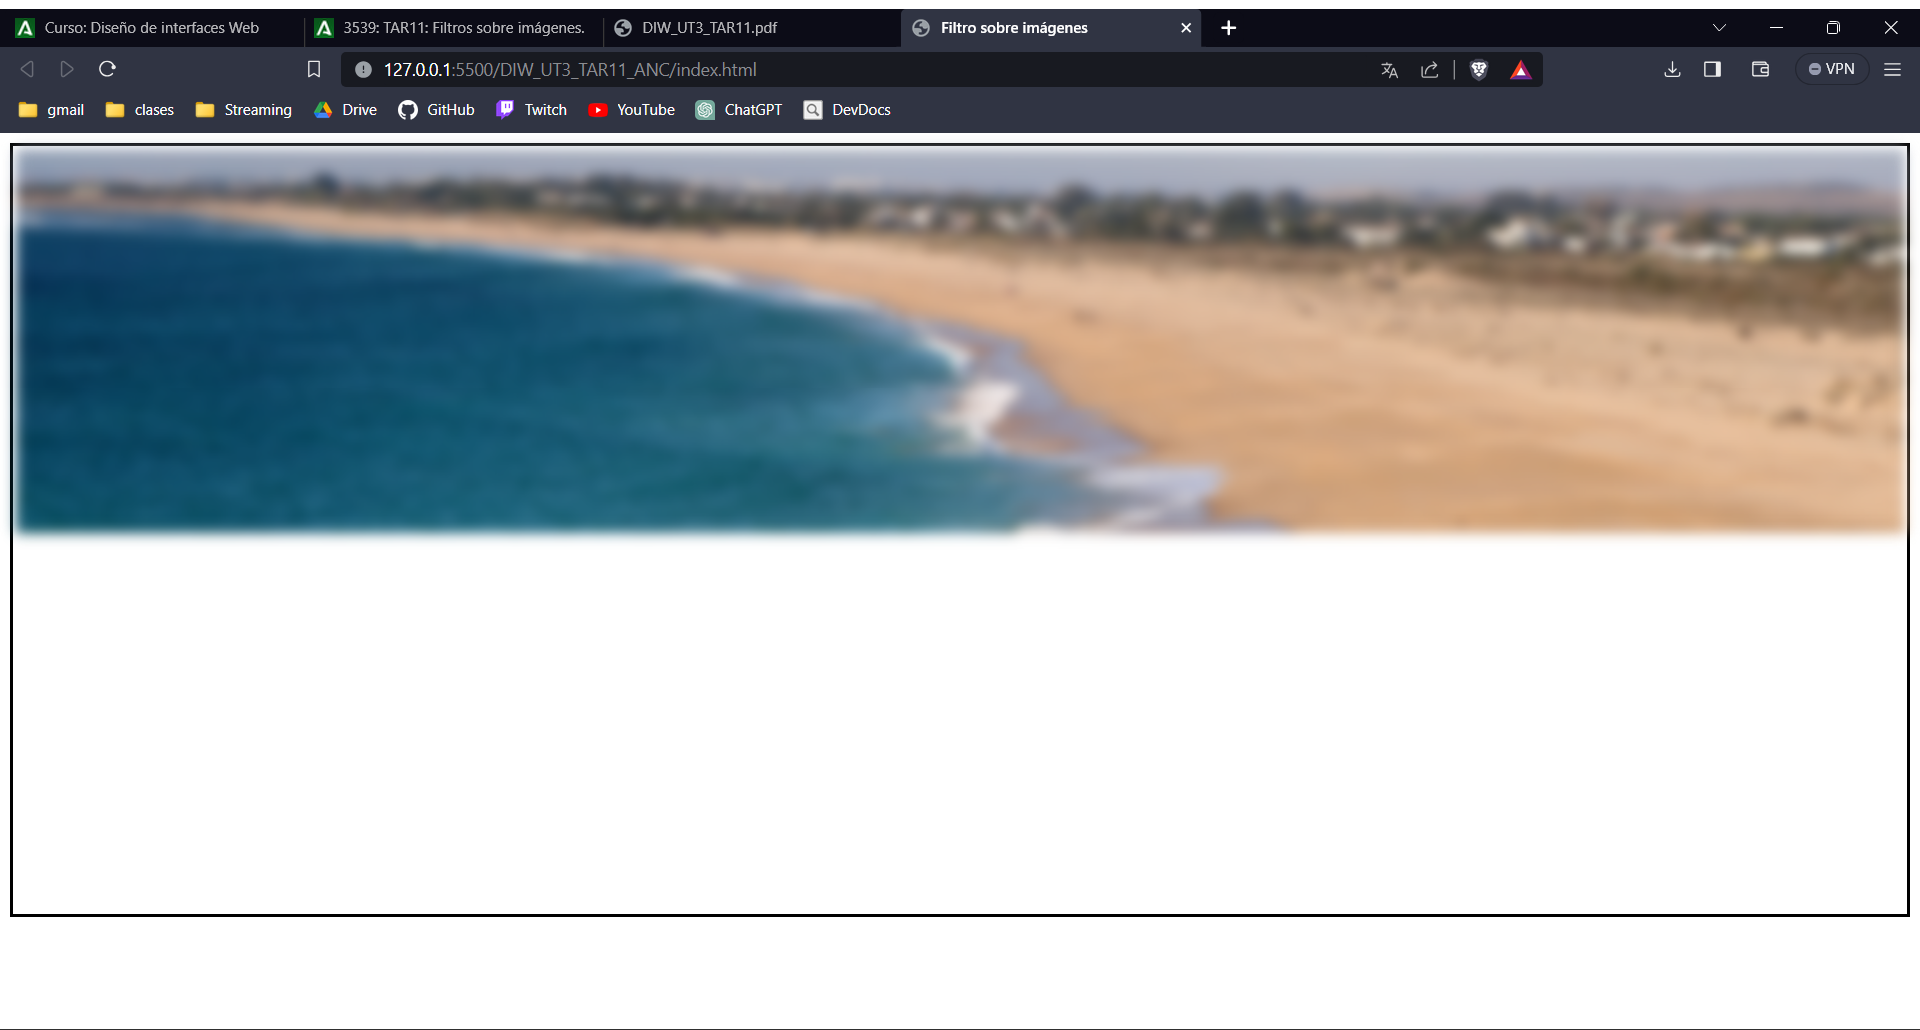 Curso: Diseño de interfaces Web
3539: TAR11: Filtros sobre imágenes.
DIW_UT3_TAR11.pdf
Filtro sobre imágenes
127.0.0.1:5500/DIW_UT3_TAR11_ANC/index.html
VPN
gmail
clases
Streaming
Drive
GitHub
Twitch
YouTube
ChatGPT
DevDocs